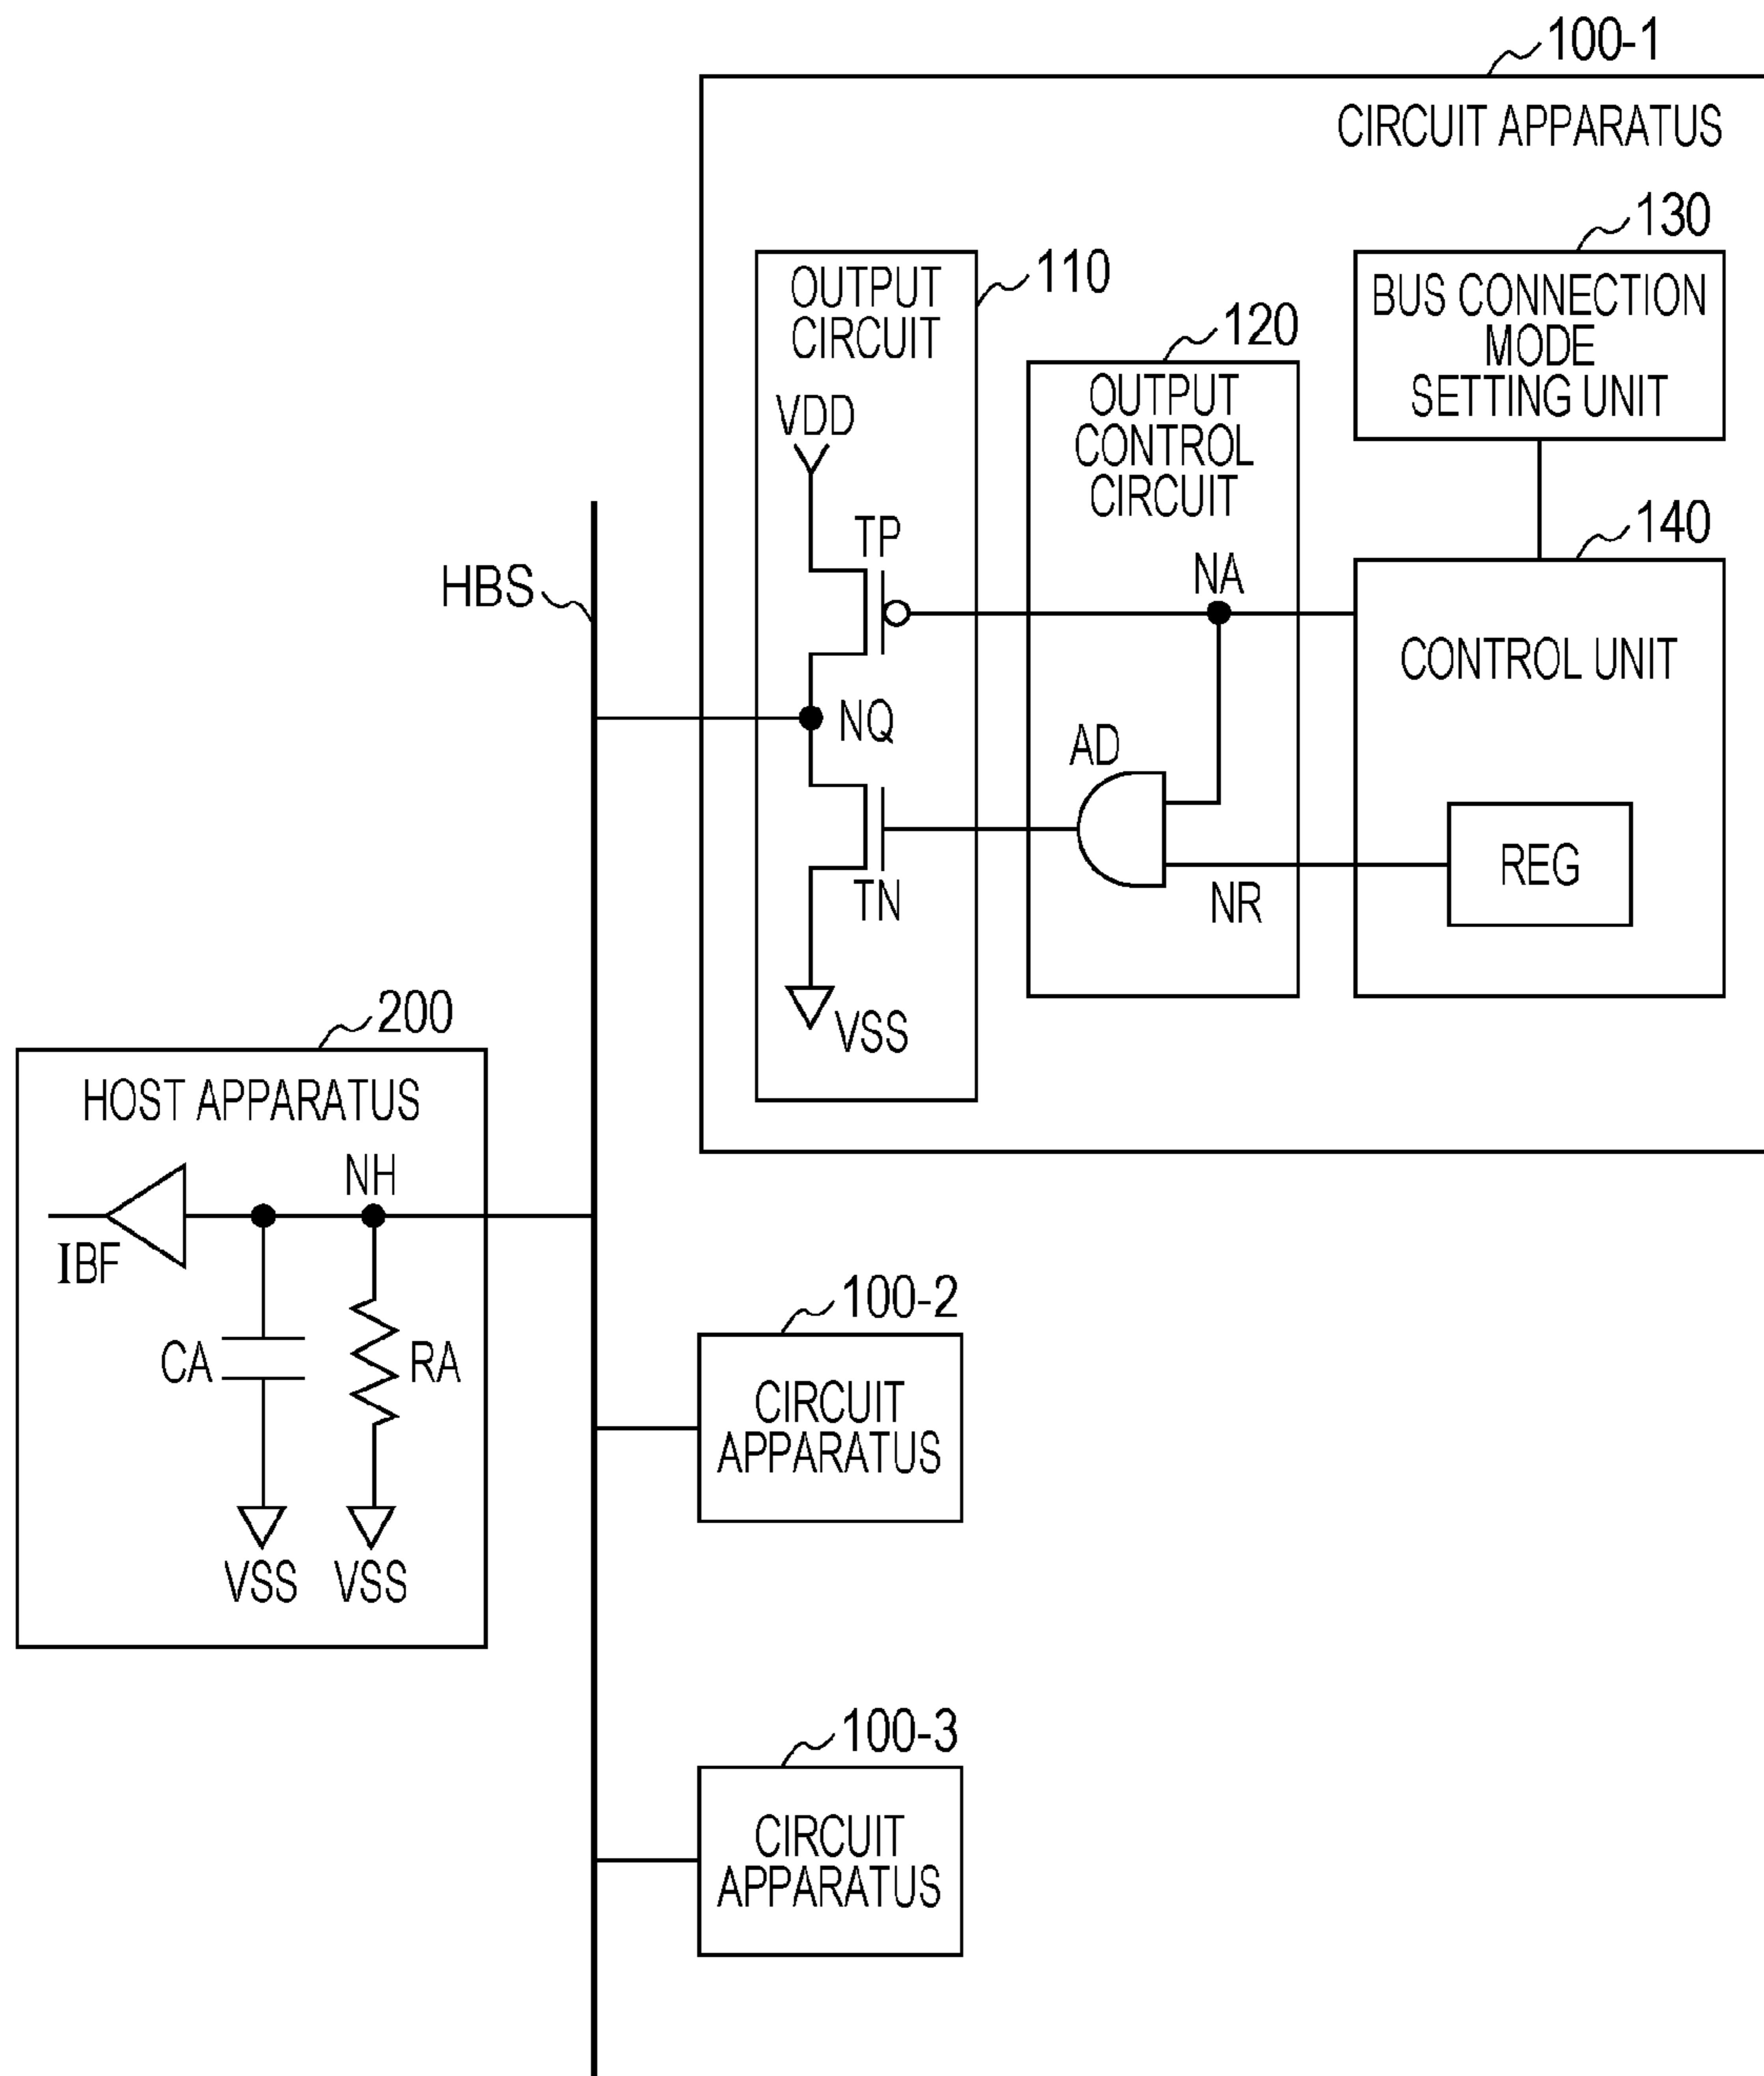 100-1
CIRCUIT APPARATUS
130
BUS CONNECTION
MODE
SETTING UNIT
110
OUTPUT
CIRCUIT
120
OUTPUT
CONTROL
CIRCUIT
VDD
TP
NA
140
HBS
CONTROL UNIT
NQ
AD
REG
TN
NR
VSS
200
HOST APPARATUS
NH
IBF
CA
RA
VSS
VSS
100-2
CIRCUIT
APPARATUS
100-3
CIRCUIT
APPARATUS